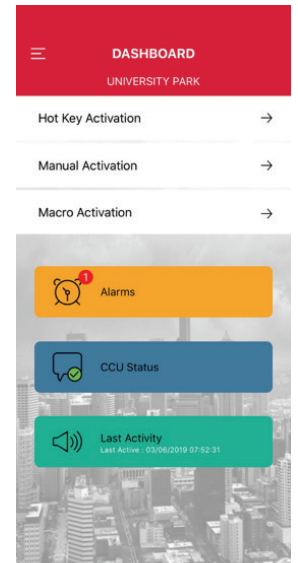 DASHBOARD
UNIVERSITY PARK
Hot Key Activation
Manual Activation
Macro Activation
1
Alarms
CCU Status
Last Activity
Last Active : 03/06/2019 07:52:31